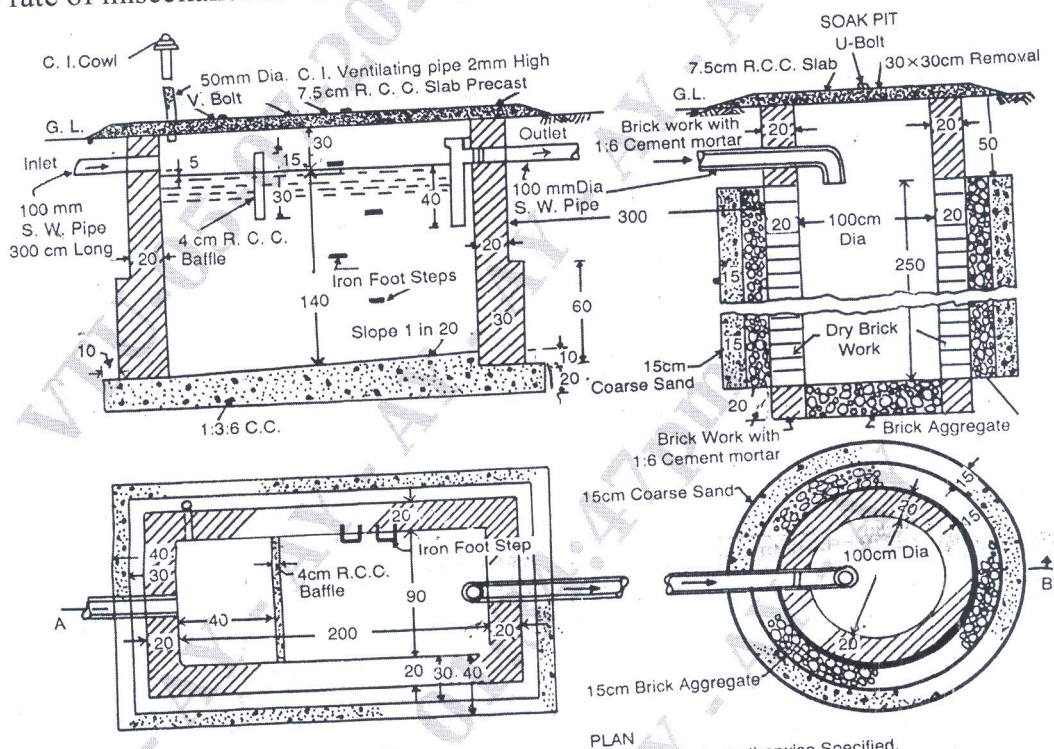 rate of miscella
SOAK PIT
U-Bolt
C. I. Cowl
50mm Dia. C. I. Ventilating pipe 2mm High
V. Bolt
7.5cm R. C. C. Slab Precast
7.5cm R.C.C. Slab
30×30cm Removal
G. L.
G.L.
Inlet
5
15
30
30
Outlet
Brick work with
1:6 Cement mortar
20
20
50
100 mm
S. W. Pipe
300 cm Long
4 cm R. C. C.
Baffle
40
100 mmDia
S. W. Pipe
300
20
20
20
100cm
Dia
20
Iron Foot Steps
140
60
15
250
Slope 1 in 20
30
10
10
20
15
15cm
Coarse Sand
Dry Brick
Work
20
1:3:6 C.C.
Brick Work with
1:6 Cement mortar
Brick Aggregate
15cm Coarse Sand
20
Iron Foot Step
40
30
4cm R.C.C.
Baffle
90
20
15
15
100cm Dia
A
40
200
20
20
B
20
30
40
20
15cm Brick Aggregate
PLAN
otherwise Specified.
VTU